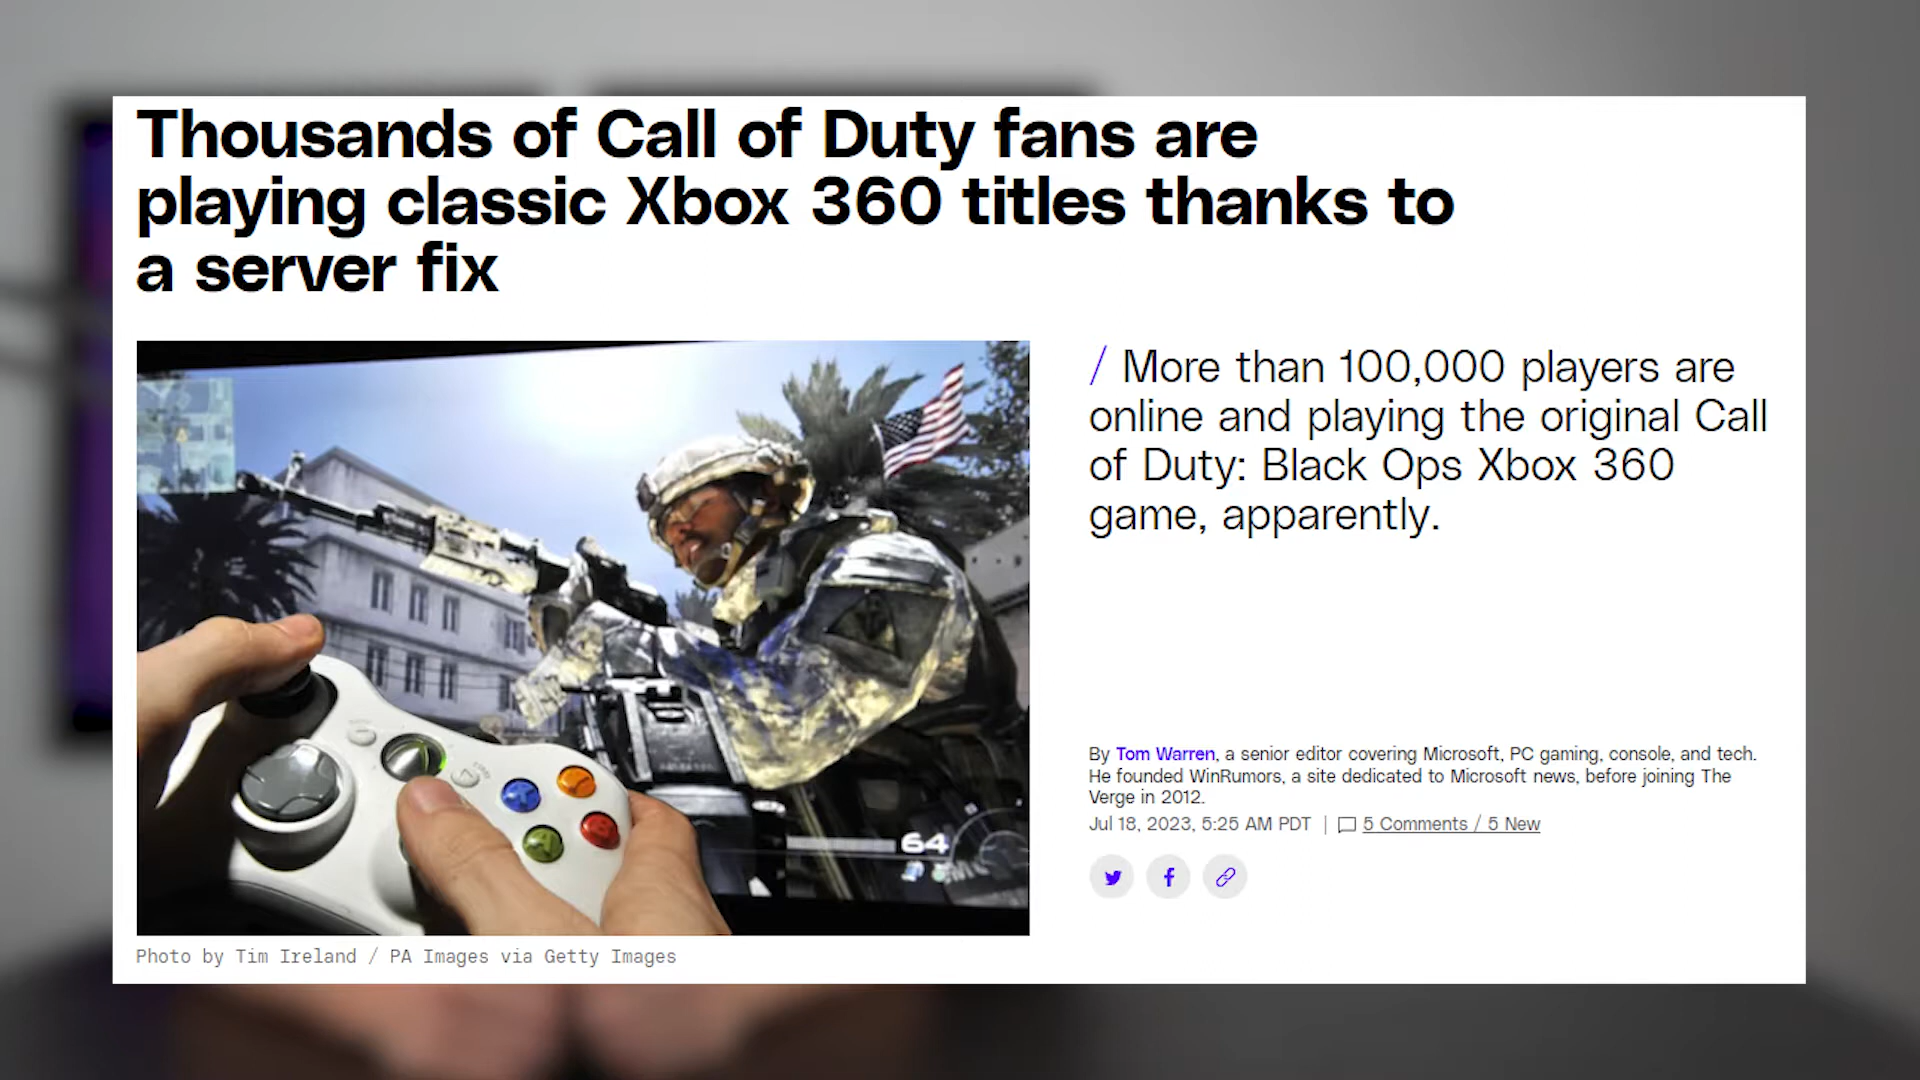 Thousands of Call of Duty fans are
playing classic Xbox 360 titles thanks to
a server fix
/ More than 100,000 players are
online and playing the original Call
of Duty: Black Ops Xbox 360
game, apparently.
64
By Tom Warren, a senior editor covering Microsoft, PC gaming, console, and tech.
He founded WinRumors, a site dedicated to Microsoft news, before joining The
Verge in 2012.
Jul 18, 2023, 5:25 AM PDT | 5 Comments / 5 New
Photo by Tim Ireland / PA Images via Getty Images